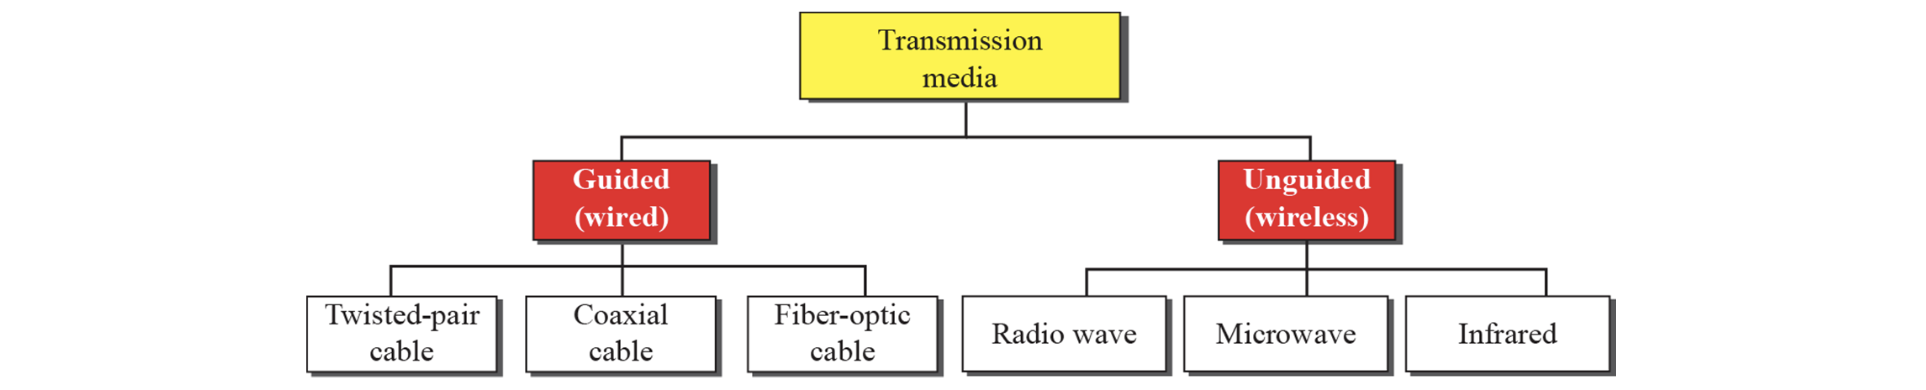 Transmission
media
Guided
(wired)
Unguided
(wireless)
Twisted-pair
cable
Coaxial
cable
Fiber-optic
cable
Radio wave
Microwave
Infrared